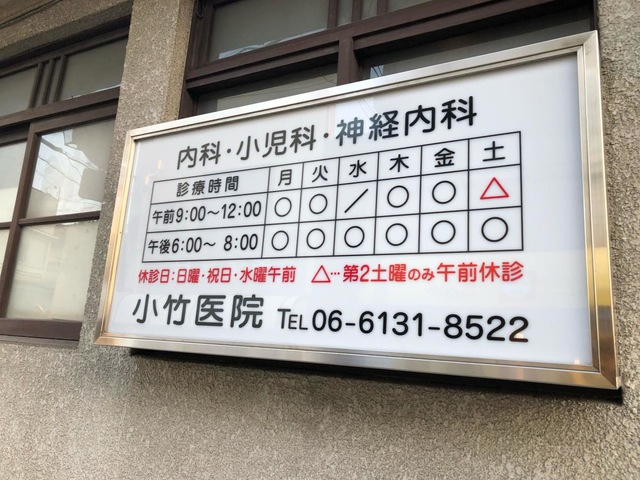 内科・小児科・神経内科
診療時間 月 火 水 木 金 土
午前9:00〜12:00 ○ ○ ／ ○ ○ △
午後6:00〜 8:00 ○ ○ ○ ○ ○ ○
休診日:日曜・祝日・水曜午前 △…第2土曜のみ午前休診
小竹医院 TEL 06-6131-8522